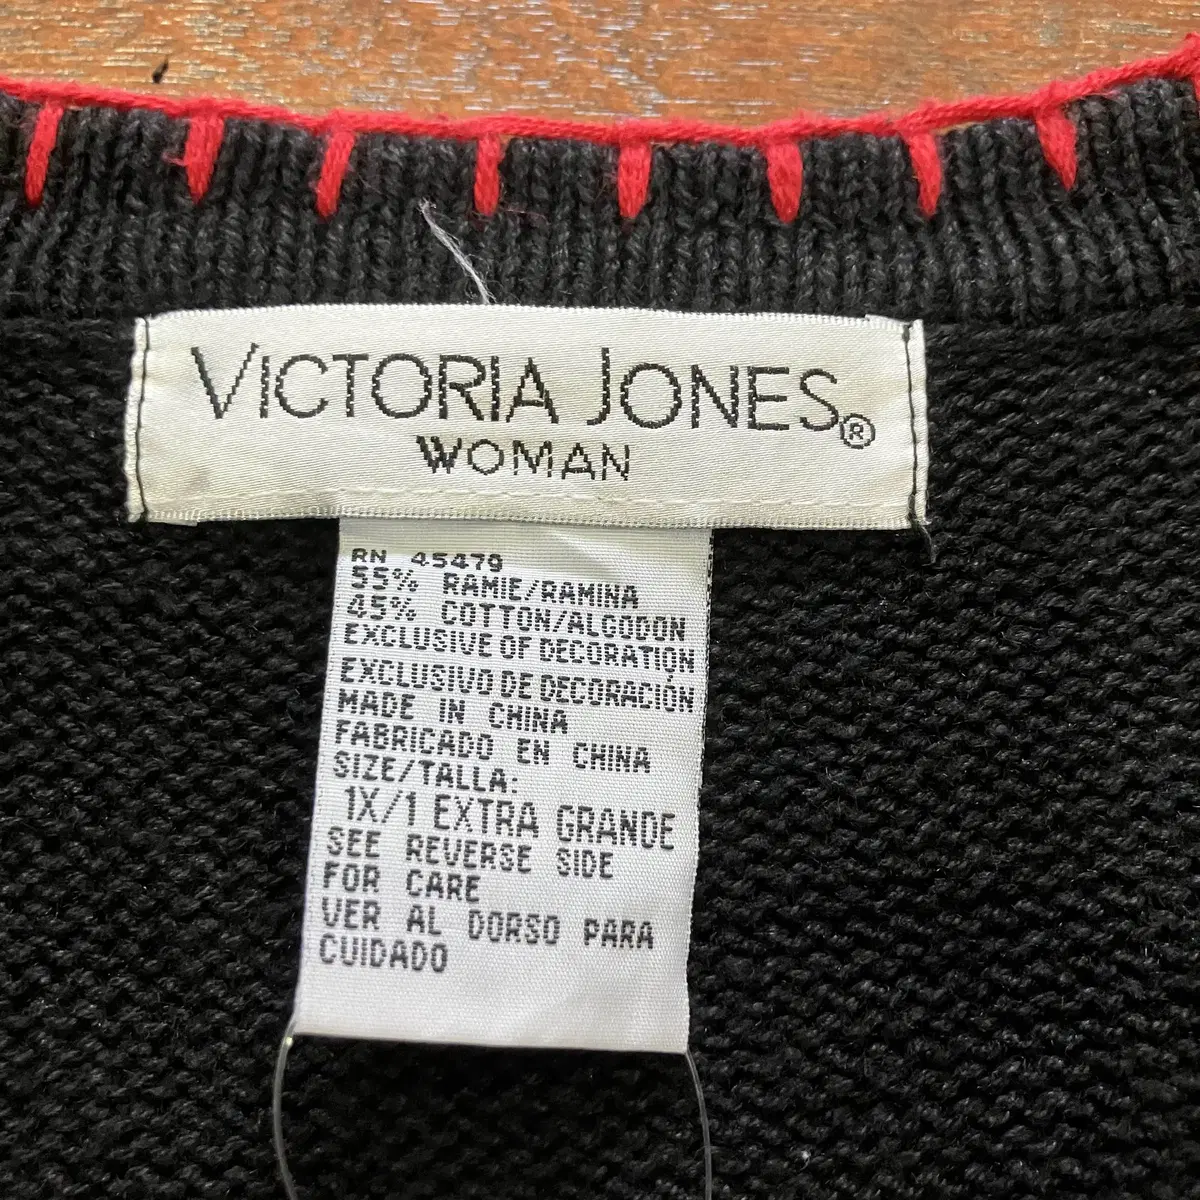 VICTORIA JONES®
WOMAN
RN 45479
55% RAMIE/RAMINA
45% COTTON/ALGODON
EXCLUSIVE OF DECORATION
EXCLUSIVO DE DECORACIÓN
MADE IN CHINA
FABRICADO EN CHINA
SIZE/TALLA:
1X/1 EXTRA GRANDE
SEE REVERSE SIDE
FOR CARE
VER AL DORSO PARA
CUIDADO